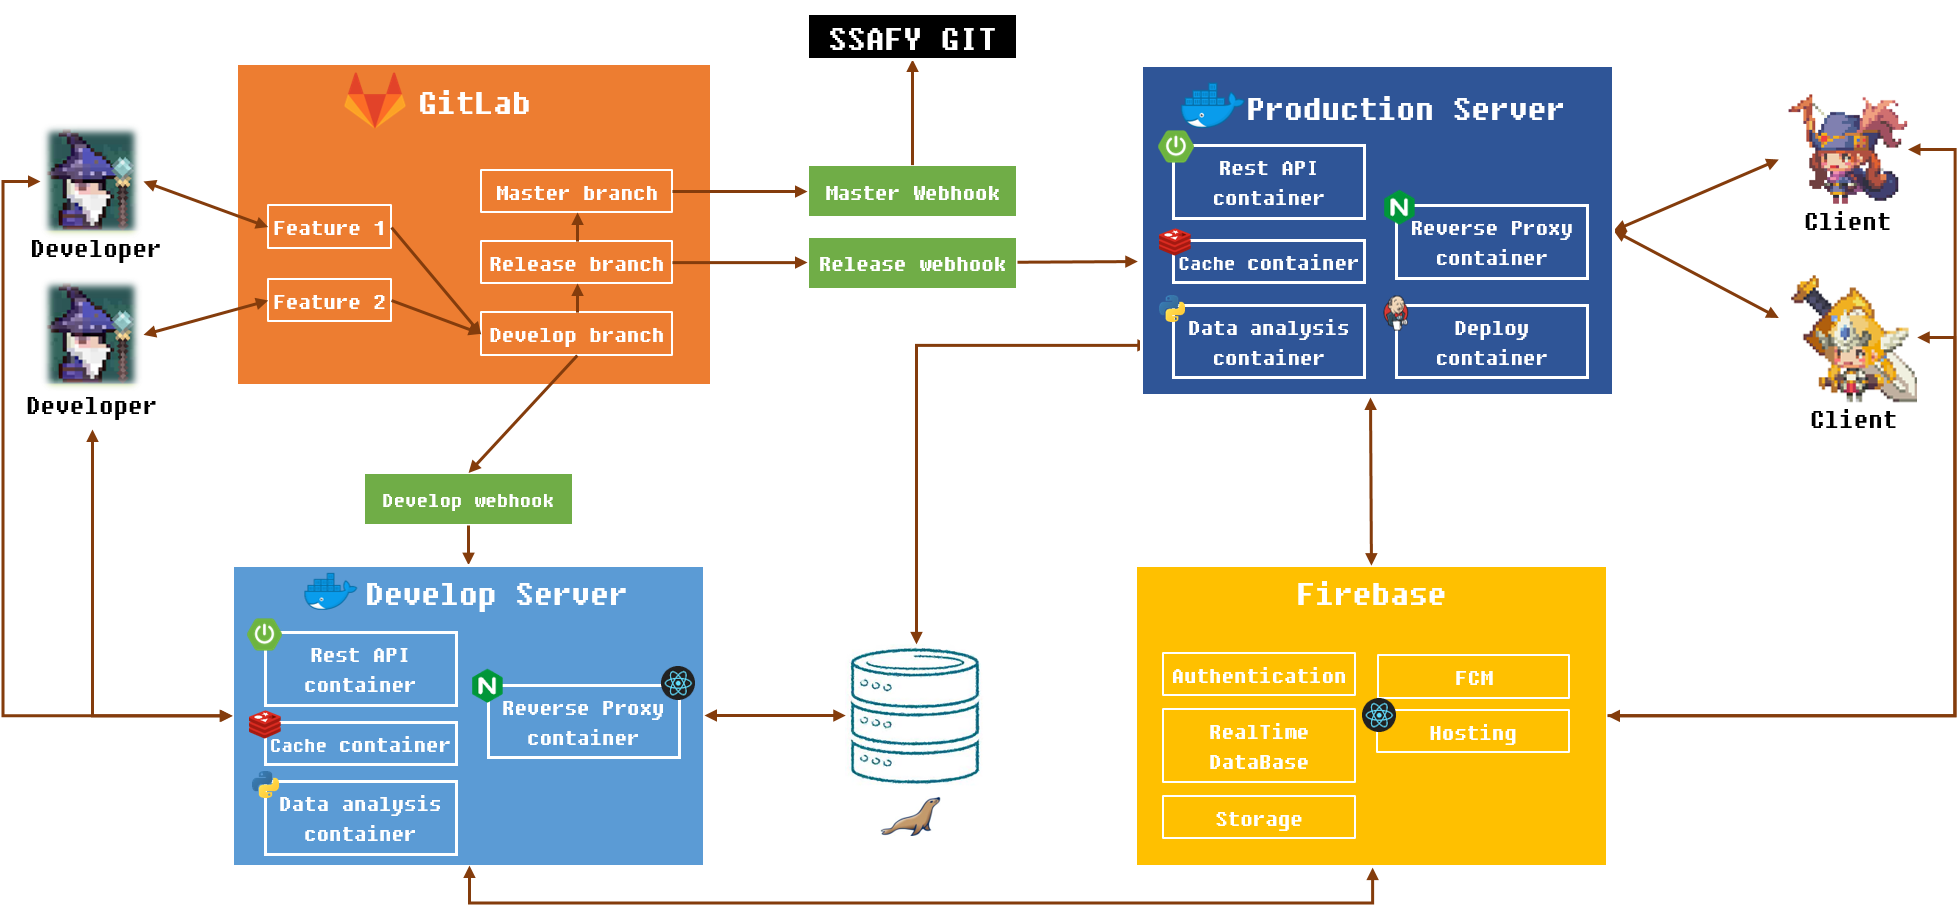 SSAFY GIT
GitLab
Master branch
Feature 1
Release branch
Feature 2
Develop branch
Developer
Developer
Master Webhook
Release webhook
Develop webhook
Production Server
Rest API
container
Reverse Proxy
container
Cache container
Data analysis
container
Deploy
container
Client
Client
Develop Server
Rest API
container
Reverse Proxy
container
Cache container
Data analysis
container
Firebase
Authentication
FCM
RealTime
DataBase
Hosting
Storage